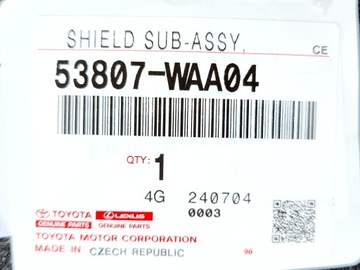 SHIELD SUB-ASSY,
CE
53807-WAA04
QTY: 1
4G 240704
0003
TOYOTA LEXUS
GENUINE PARTS GENUINE PARTS
TOYOTA MOTOR CORPORATION
MADE IN CZECH REPUBLIC